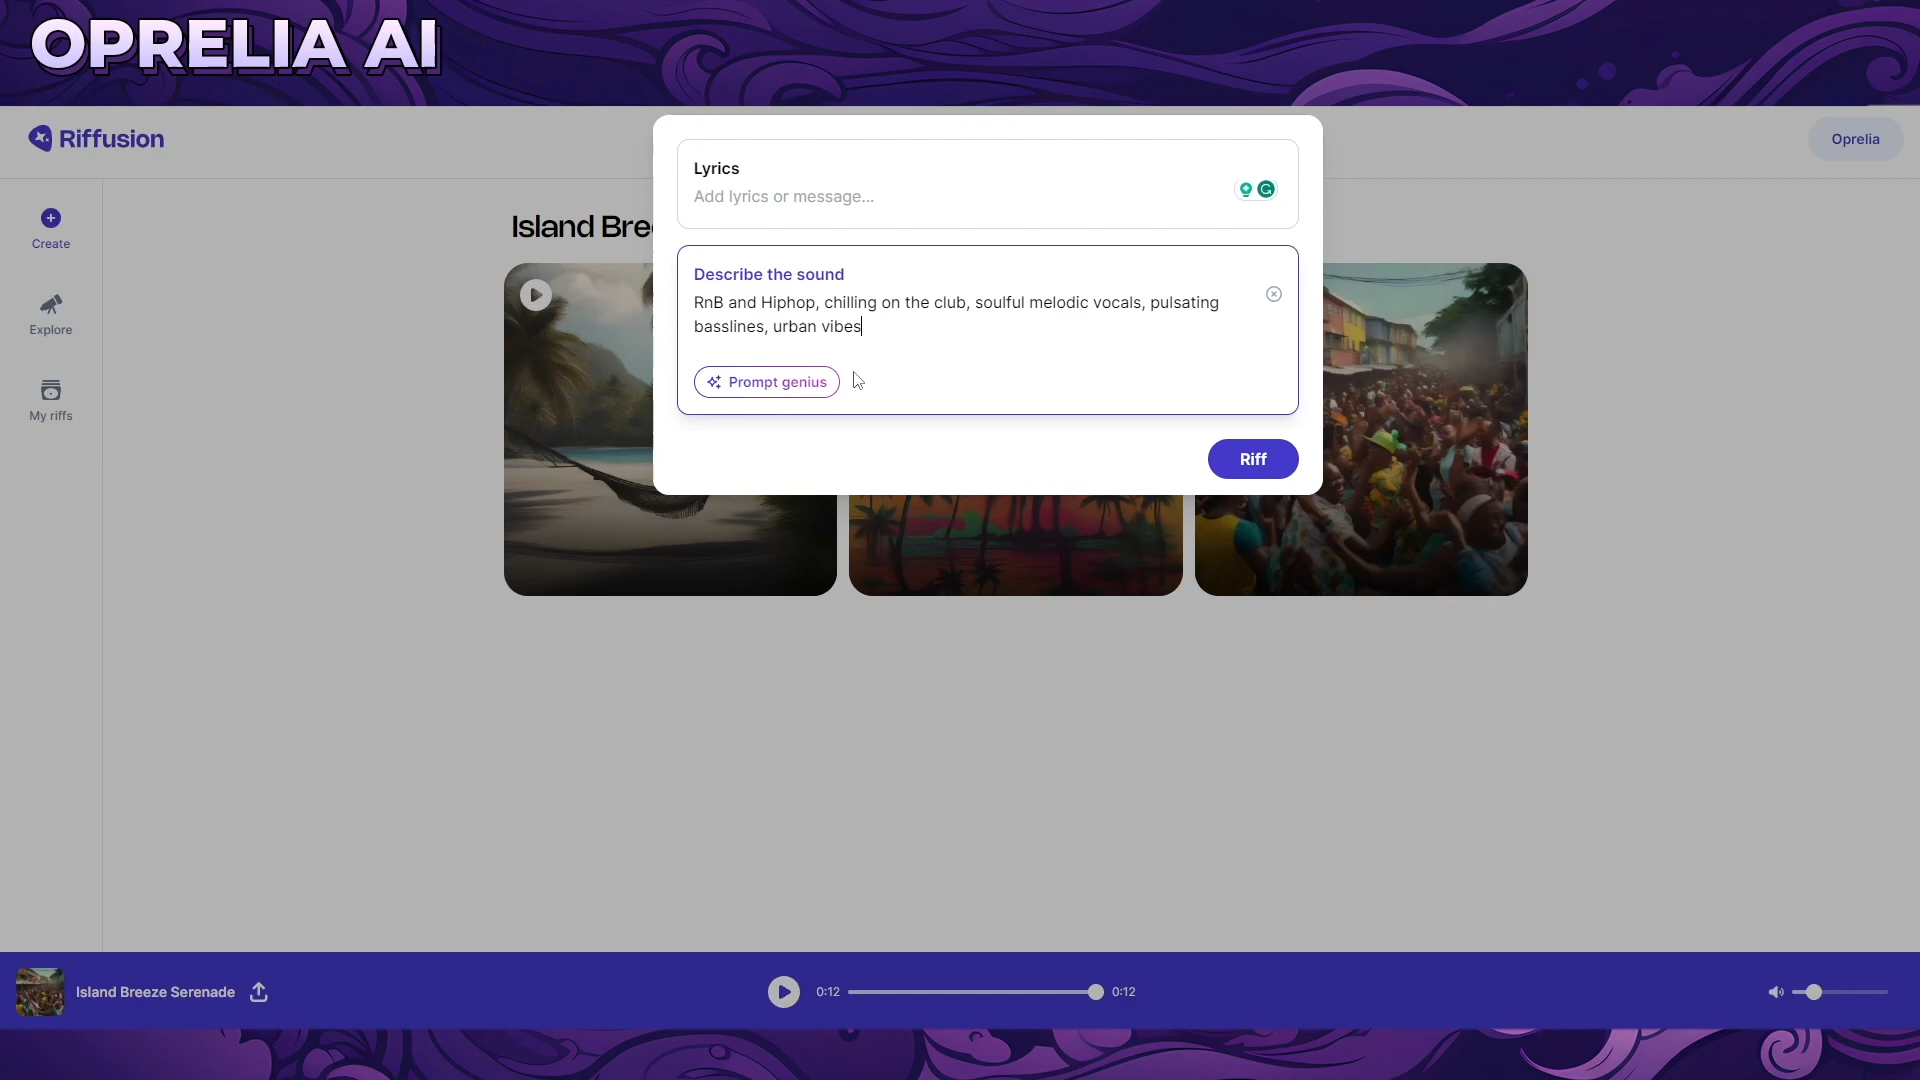 OPRELIA AI
Riffusion
Oprelia
Create
Explore
My riffs
Island Bre
Lyrics
Add lyrics or message...
Describe the sound
RnB and Hiphop, chilling on the club, soulful melodic vocals, pulsating
basslines, urban vibes
Prompt genius
Riff
Island Breeze Serenade
0:12
0:12